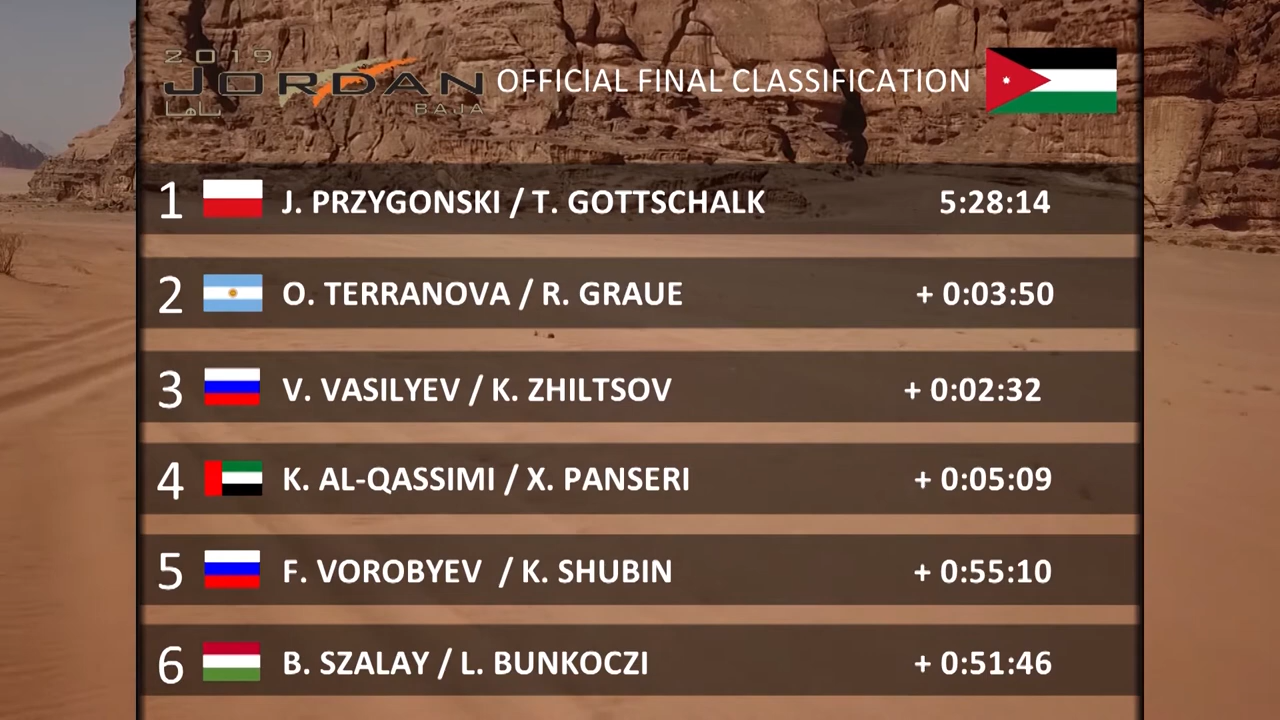 2019
JORDAN
باها BAJA
OFFICIAL FINAL CLASSIFICATION
1 J. PRZYGONSKI / T. GOTTSCHALK 5:28:14
2 O. TERRANOVA / R. GRAUE + 0:03:50
3 V. VASILYEV / K. ZHILTSOV + 0:02:32
4 K. AL-QASSIMI / X. PANSERI + 0:05:09
5 F. VOROBYEV / K. SHUBIN + 0:55:10
6 B. SZALAY / L. BUNKOCZI + 0:51:46